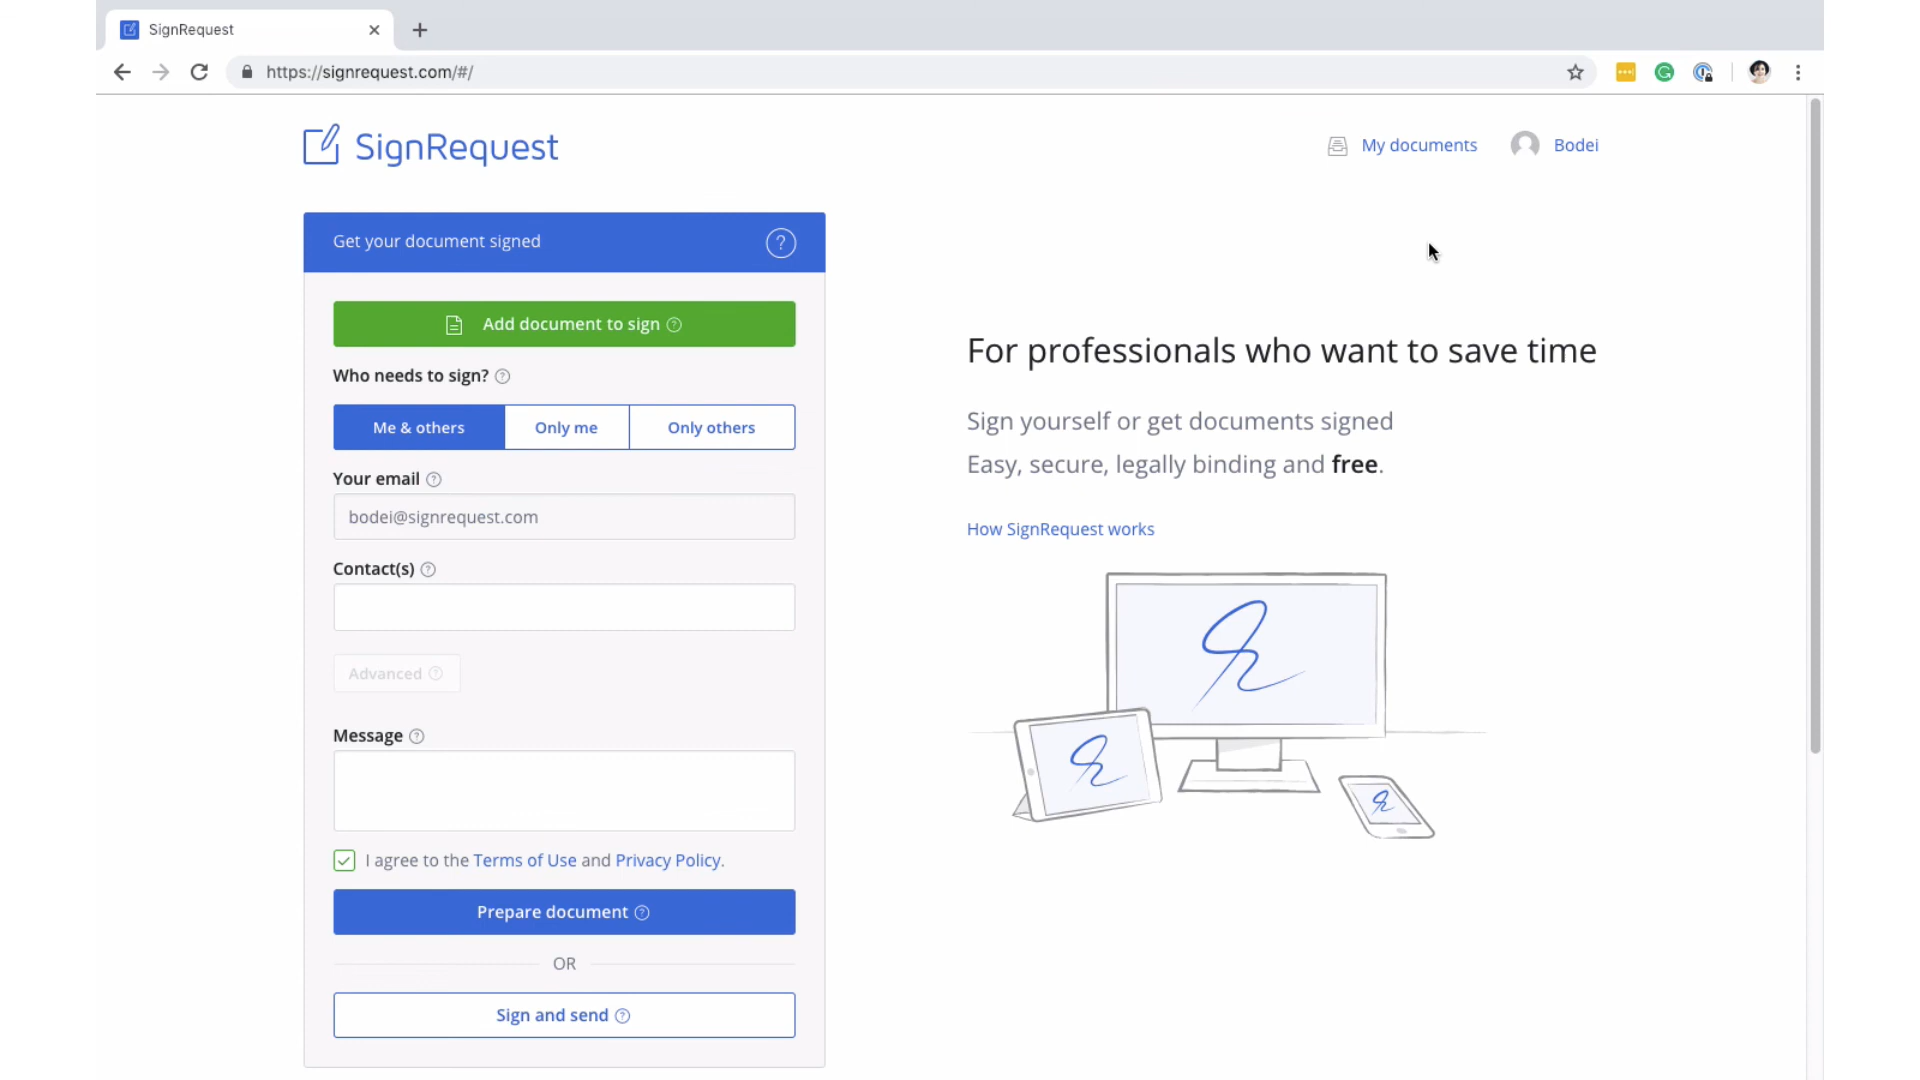 SignRequest
https://signrequest.com/#/
SignRequest
My documents
Bodei
Get your document signed
?
Add document to sign ?
Who needs to sign? ?
Me & others
Only me
Only others
Your email ?
bodei@signrequest.com
Contact(s) ?
Advanced ?
Message ?
I agree to the Terms of Use and Privacy Policy.
Prepare document ?
OR
Sign and send ?
For professionals who want to save time
Sign yourself or get documents signed
Easy, secure, legally binding and free.
How SignRequest works